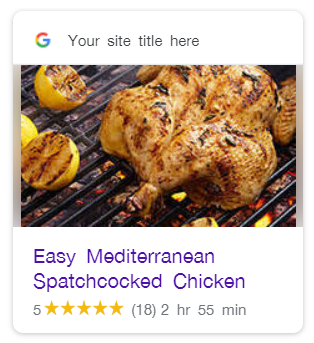 Your site title here
Easy Mediterranean
Spatchcocked Chicken
5 ★★★★★ (18) 2 hr 55 min